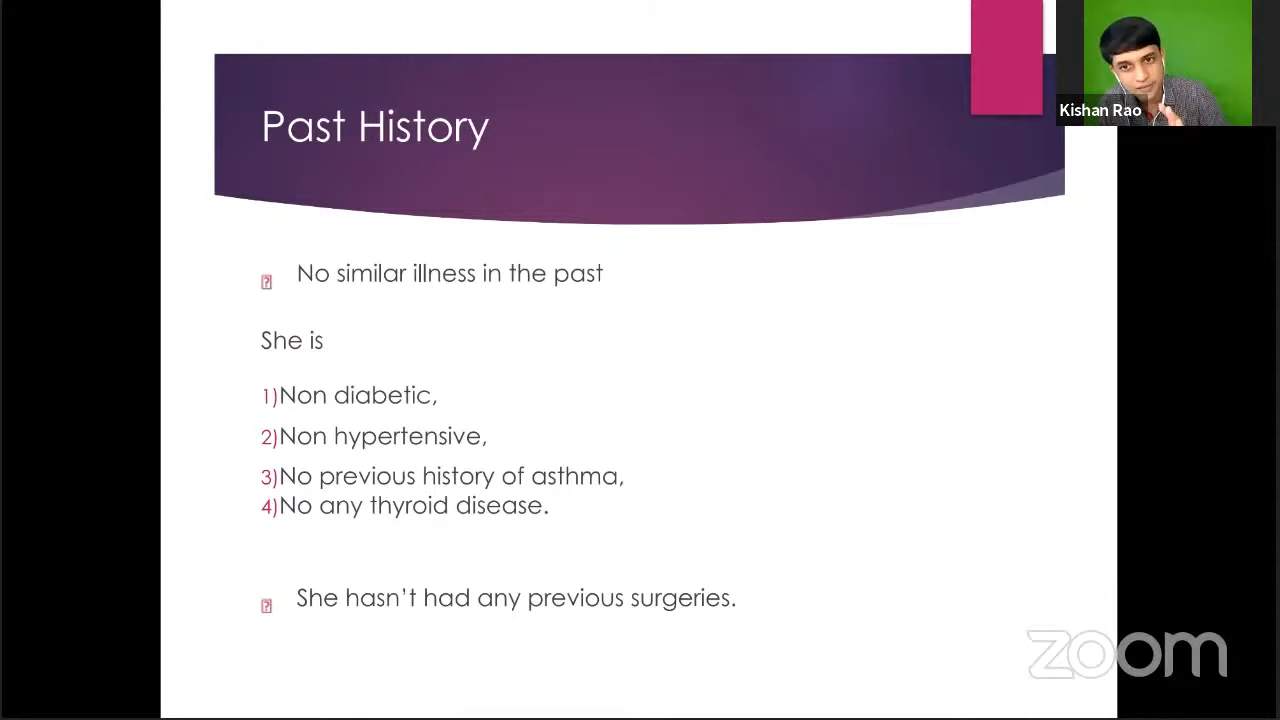 Past History
Kishan Rao
No similar illness in the past
She is
1)Non diabetic,
2)Non hypertensive,
3)No previous history of asthma,
4)No any thyroid disease.
She hasn’t had any previous surgeries.
zoom